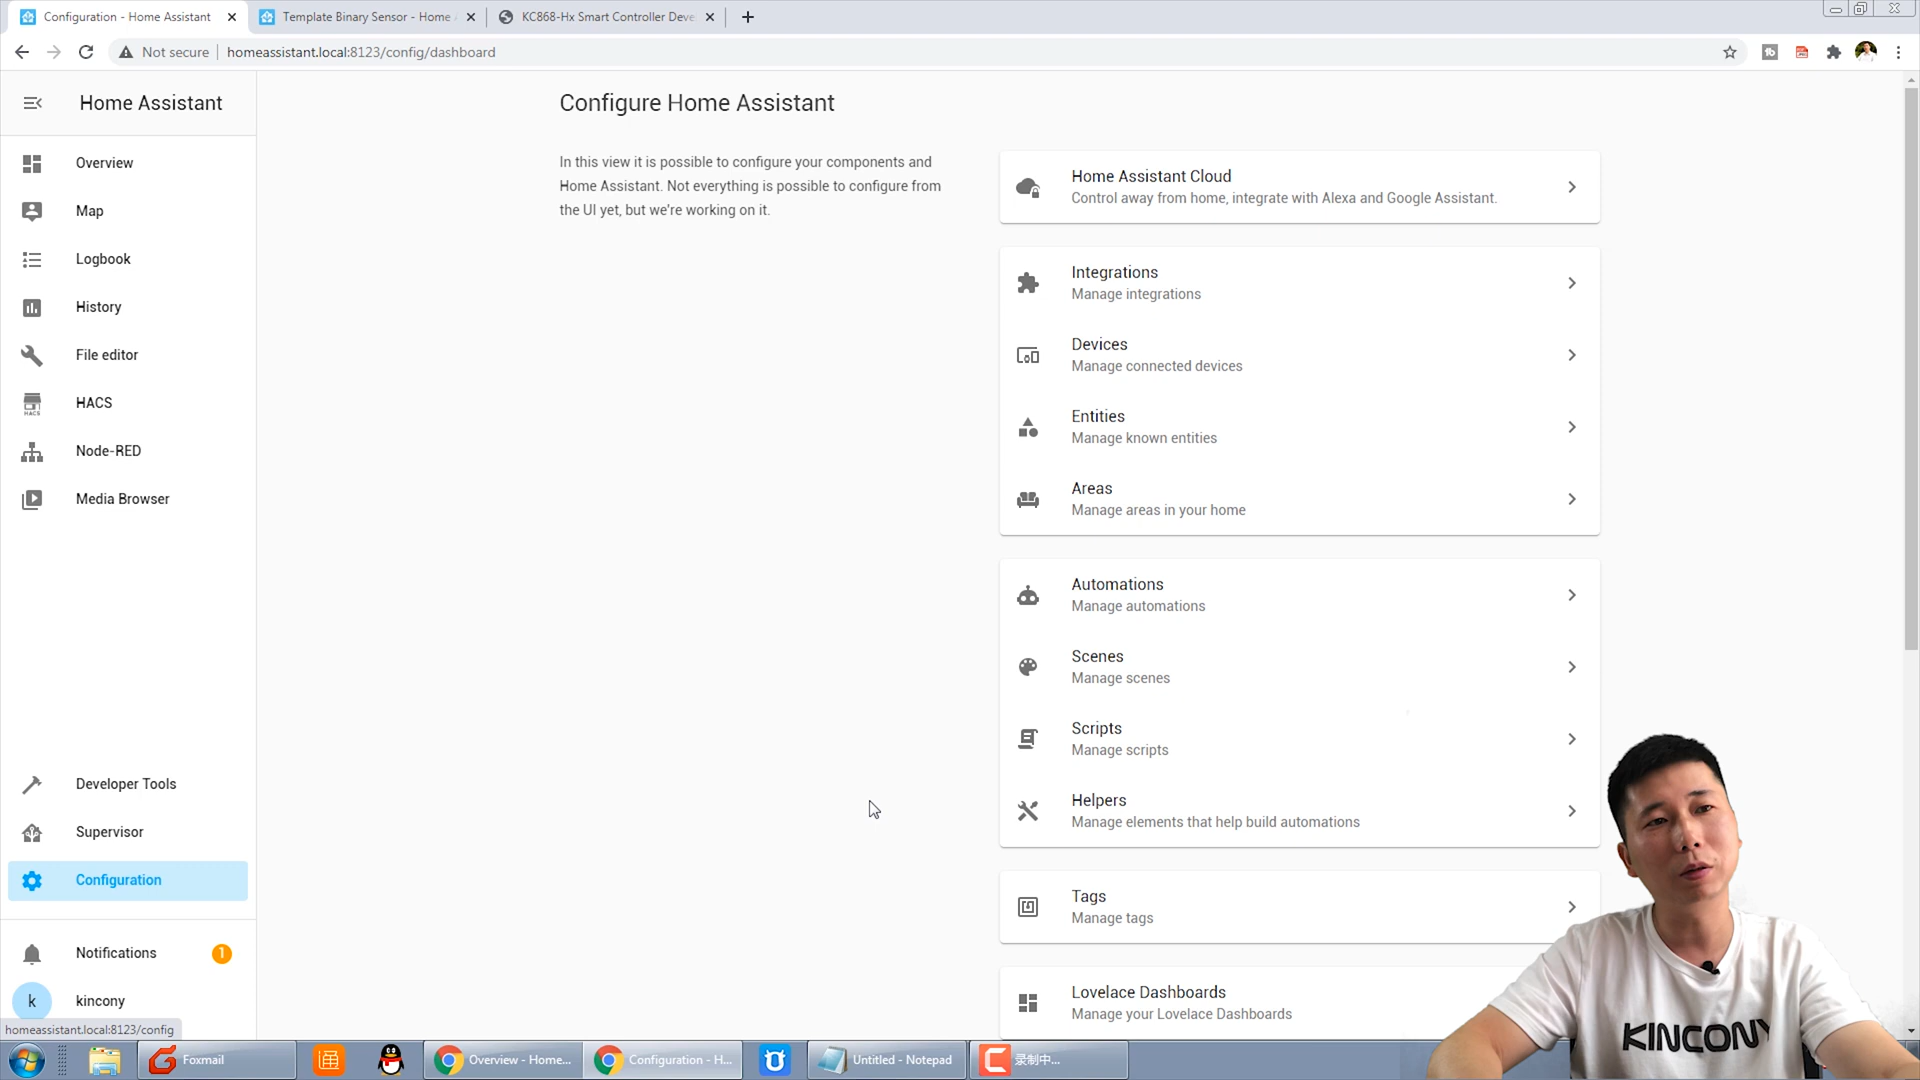 Configuration - Home Assistant
Template Binary Sensor - Home
KC868-Hx Smart Controller Deve
Not secure
homeassistant.local:8123/config/dashboard
Home Assistant
Overview
Map
Logbook
History
File editor
HACS
HACS
Node-RED
Media Browser
Developer Tools
Supervisor
Configuration
Notifications
1
k
kincony
homeassistant.local:8123/config
Configure Home Assistant
In this view it is possible to configure your components and
Home Assistant. Not everything is possible to configure from
the UI yet, but we're working on it.
Home Assistant Cloud
Control away from home, integrate with Alexa and Google Assistant.
Integrations
Manage integrations
Devices
Manage connected devices
Entities
Manage known entities
Areas
Manage areas in your home
Automations
Manage automations
Scenes
Manage scenes
Scripts
Manage scripts
Helpers
Manage elements that help build automations
Tags
Manage tags
Lovelace Dashboards
Manage your Lovelace Dashboards
KINCONY
Foxmail
Overview - Home...
Configuration - H...
Untitled - Notepad
录制中...